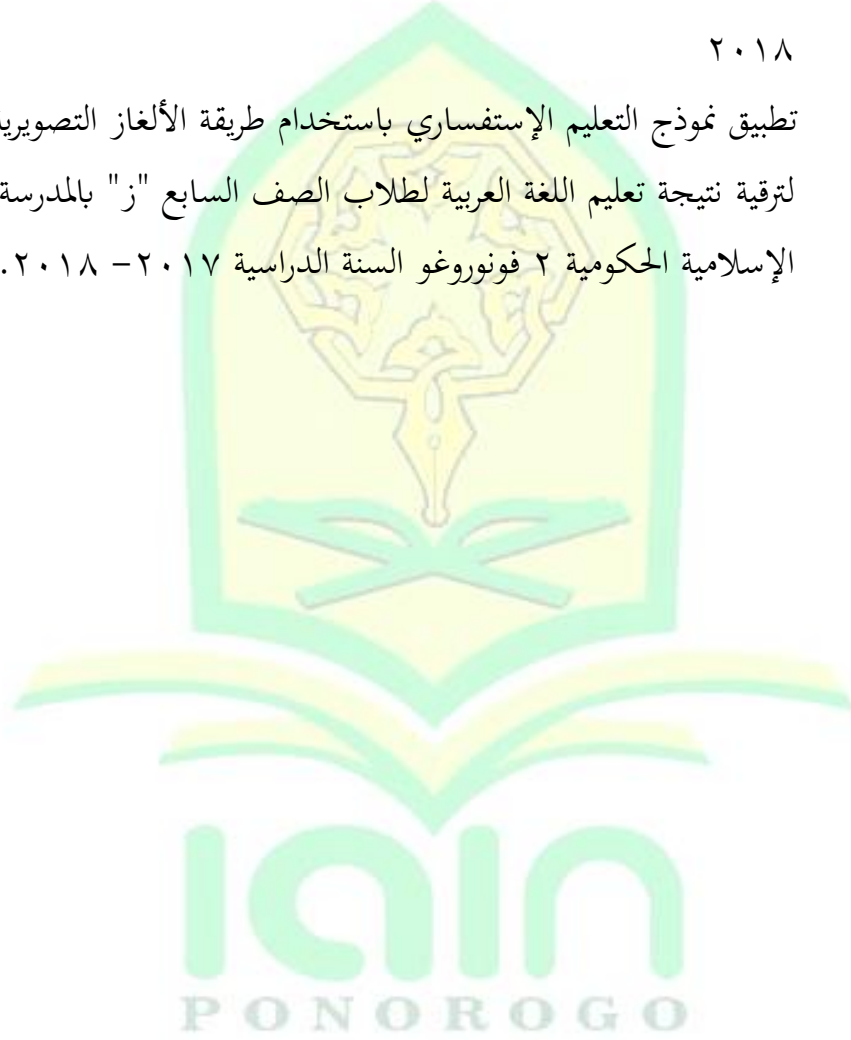 ٢٠١٨
تطبيق نموذج التعليم الإستفساري باستخدام طريقة الألغاز التصويرية
لترقية نتيجة تعليم اللغة العربية لطلاب الصف السابع "ز" بالمدرسة
الإسلامية الحكومية ٢ فونوروغو السنة الدراسية ٢٠١٧– ٢٠١٨.
iain
PONOROGO